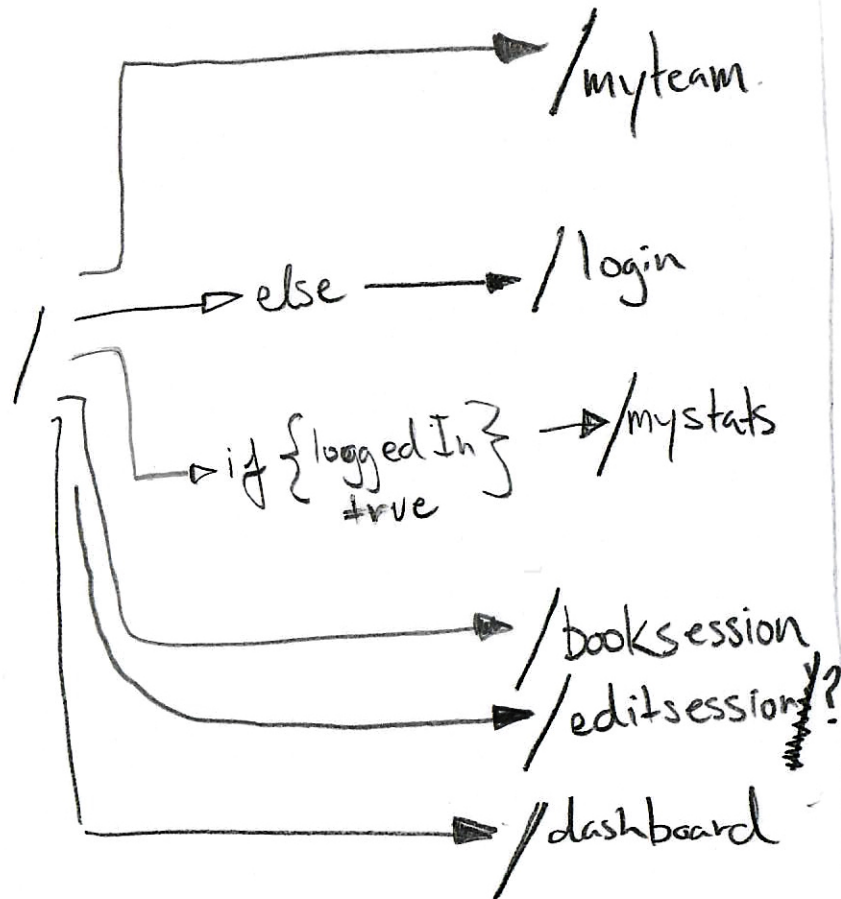 /myteam.
/
else
/login
if {loggedIn}
true
/mystats
/booksession
/editsession?
/dashboard